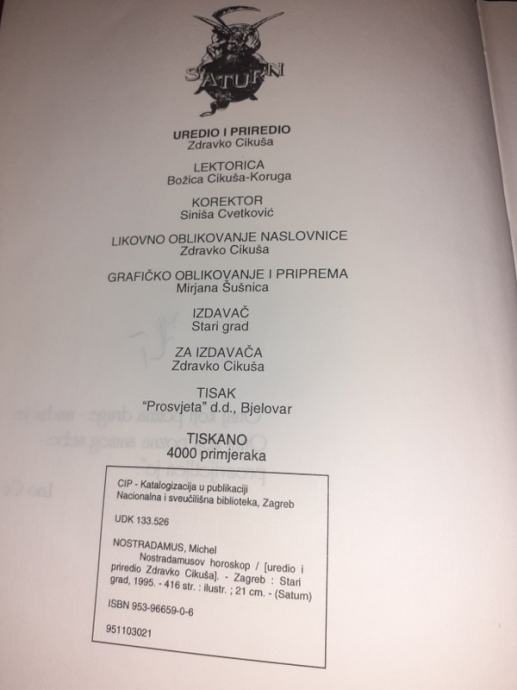 SATURN
UREDIO I PRIREDIO
Zdravko Cikuša
LEKTORICA
Božica Cikuša-Koruga
KOREKTOR
Siniša Cvetković
LIKOVNO OBLIKOVANJE NASLOVNICE
Zdravko Cikuša
GRAFIČKO OBLIKOVANJE I PRIPREMA
Mirjana Šušnica
IZDAVAČ
Stari grad
ZA IZDAVAČA
Zdravko Cikuša
TISAK
"Prosvjeta" d.d., Bjelovar
TISKANO
4000 primjeraka
CIP - Katalogizacija u publikaciji
Nacionalna i sveučilišna biblioteka, Zagreb
UDK 133.526
NOSTRADAMUS, Michel
Nostradamusov horoskop / [uredio i
priredio Zdravko Cikuša]. - Zagreb : Stari
grad, 1995. - 416 str. : ilustr. ; 21 cm. - (Saturn)
ISBN 953-96659-0-6
951103021